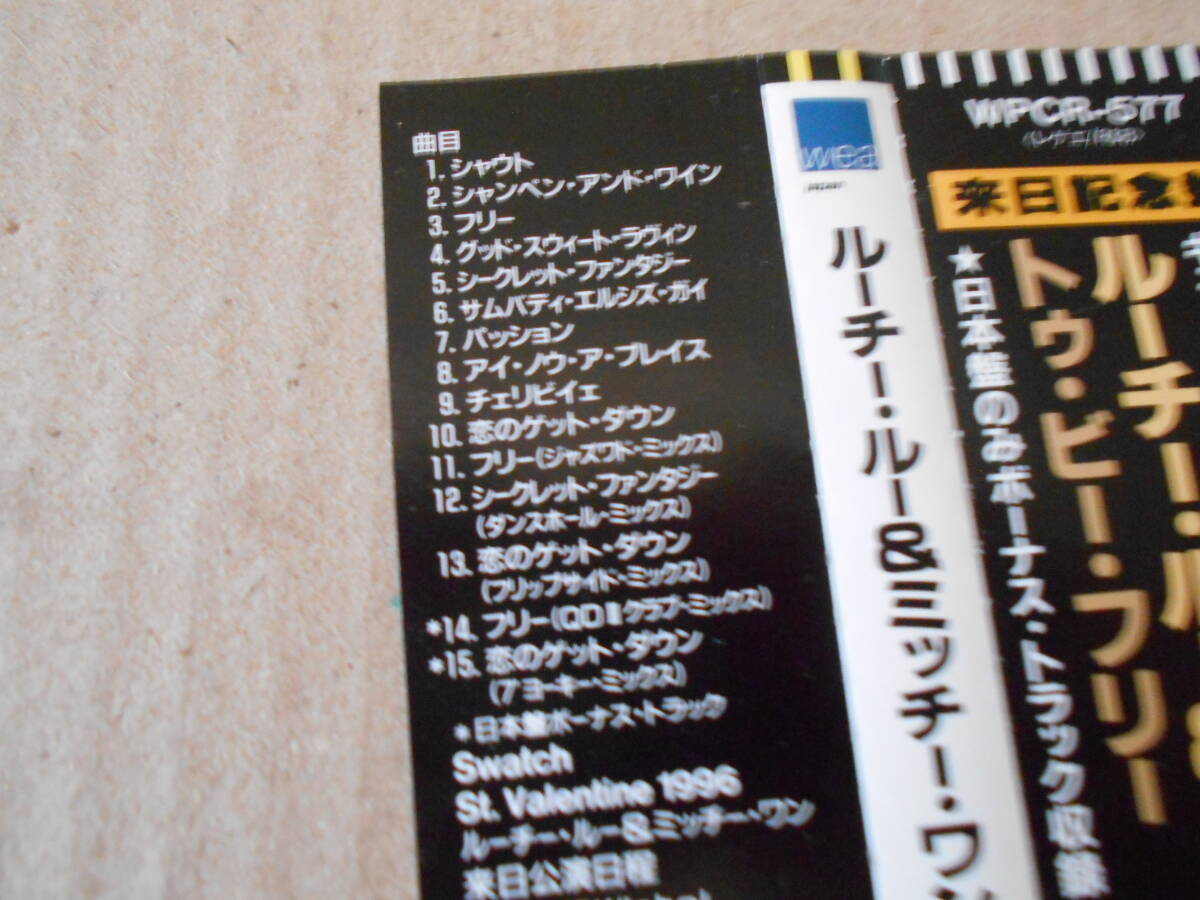 曲目
1. シャウト
2. シャンペン・アンド・ワイン
3. フリー
4. グッド・スウィート・ラヴィン
5. シークレット・ファンタジー
6. サムバディ・エルシズ・ガイ
7. パッション
8. アイ・ノウ・ア・プレイス
9. チェリビイェ
10. 恋のゲット・ダウン
11. フリー(ジャズワド・ミックス)
12. シークレット・ファンタジー
(ダンスホール・ミックス)
13. 恋のゲット・ダウン
(フリップサイド・ミックス)
*14. フリー(QDⅢクラブ・ミックス)
*15. 恋のゲット・ダウン
(アヨーキー・ミックス)
*日本盤ボーナス・トラック
Swatch
St. Valentine 1996
ルーチー・ルー&ミッチー・ワン
来日公演日程
wea
japan
ルーチー・ルー&ミッチー・ワン
WPCR-577
来日記念
ルーチー・ルー&
トゥ・ビー・フリー
★日本盤のみボーナス・トラック収録